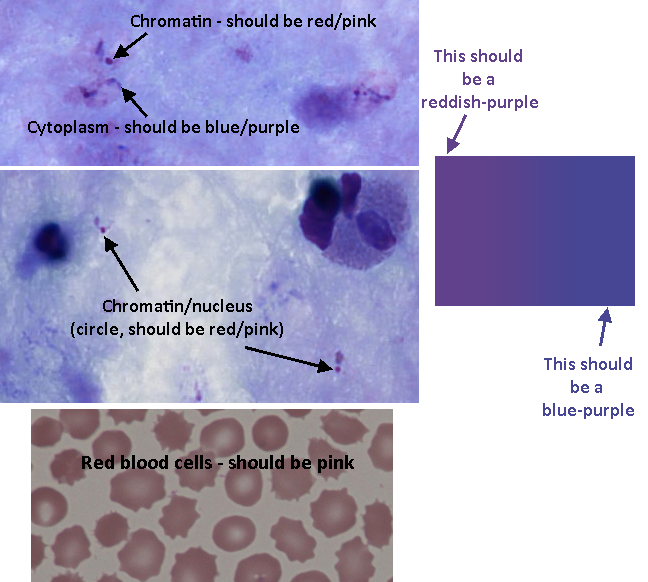 Chromatin - should be red/pink
Cytoplasm - should be blue/purple
Chromatin/nucleus
(circle, should be red/pink)
Red blood cells - should be pink
This should
be a
reddish-purple
This should
be a
blue-purple